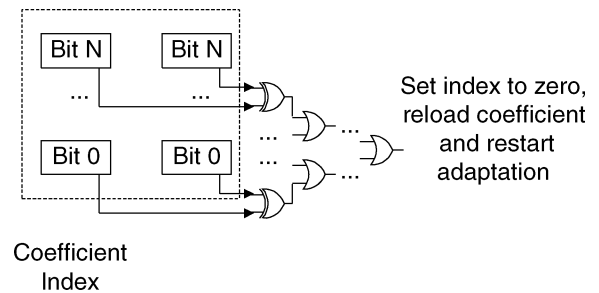 Bit N
Bit N
...
...
Bit 0
Bit 0
...
...
...
...
Set index to zero,
reload coefficient
and restart
adaptation
Coefficient
Index